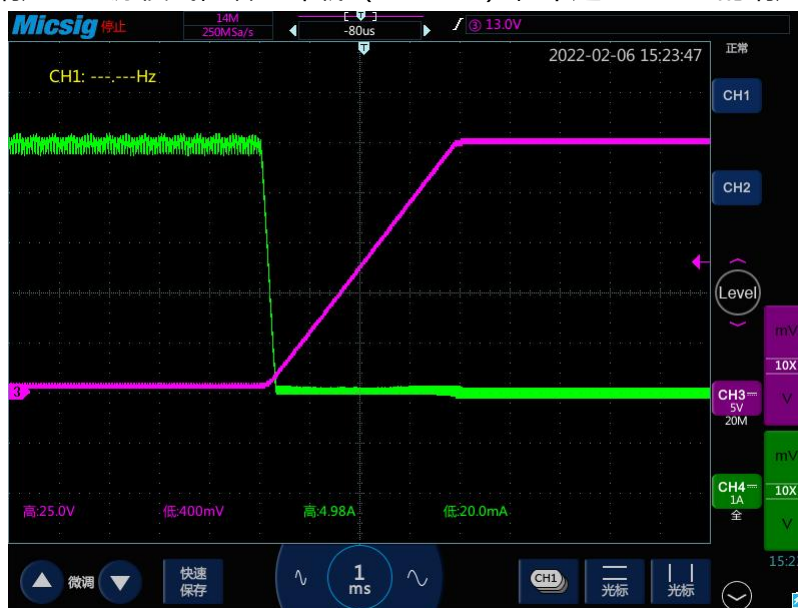 Micsig 停止
14M
250MSa/s
T
-80us
③ 13.0V
正常
T
2022-02-06 15:23:47
CH1: ---.---Hz
CH1
CH2
Level
mV
10X
3
CH3
V
5V
20M
mV
CH4
10X
1A
全
V
高:25.0V 低:400mV 高:4.98A 低:20.0mA
微调
快速
保存
1
ms
CH1
光标
光标